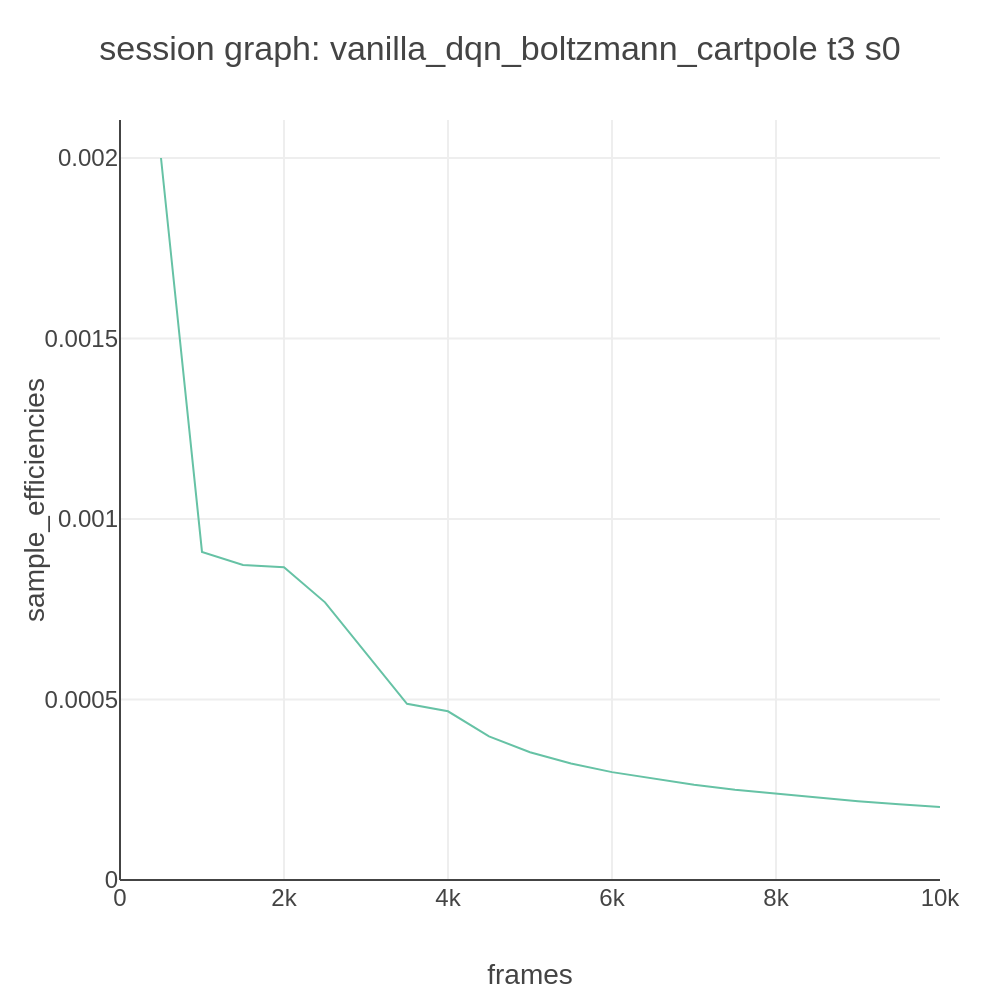 session graph: vanilla_dqn_boltzmann_cartpole t3 s0
sample_efficiencies
0.002
0.0015
0.001
0.0005
0
0 2k 4k 6k 8k 10k
frames